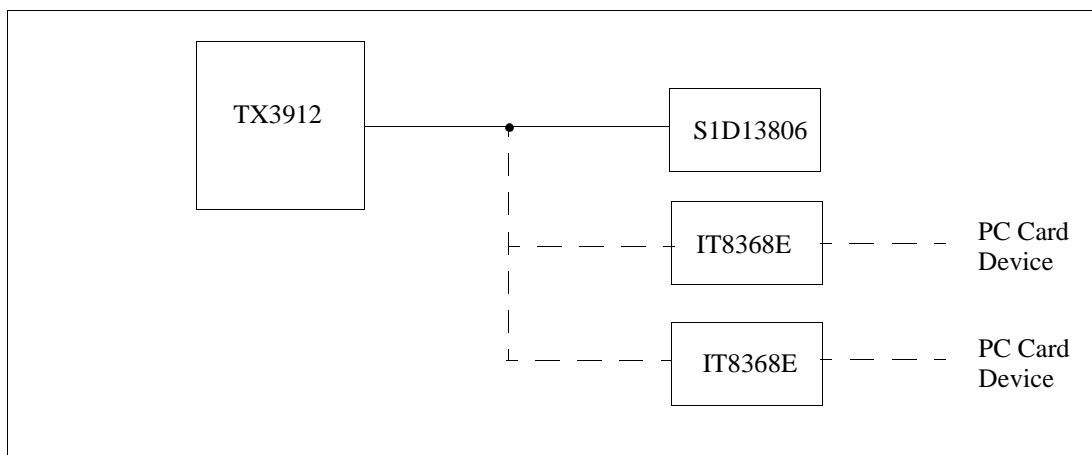 TX3912
S1D13806
IT8368E
PC Card
Device
IT8368E
PC Card
Device